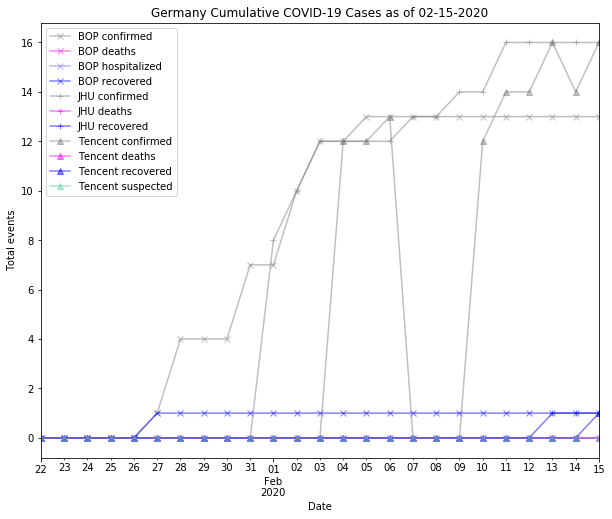 Germany Cumulative COVID-19 Cases as of 02-15-2020
BOP confirmed
BOP deaths
BOP hospitalized
BOP recovered
JHU confirmed
JHU deaths
JHU recovered
Tencent confirmed
Tencent deaths
Tencent recovered
Tencent suspected
Total events
16
14
12
10
8
6
4
2
0
22 23 24 25 26 27 28 29 30 31 01 02 03 04 05 06 07 08 09 10 11 12 13 14 15
Feb
2020
Date